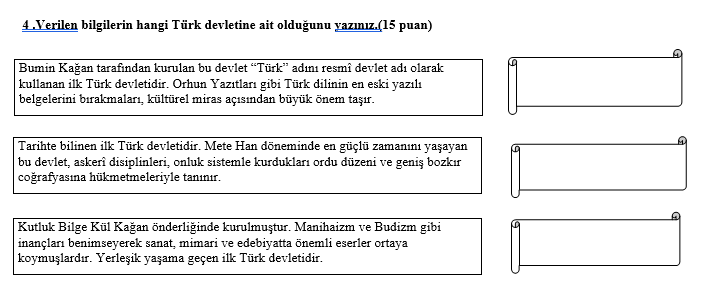 4 .Verilen bilgilerin hangi Türk devletine ait olduğunu yazınız.(15 puan)
Bumin Kağan tarafından kurulan bu devlet “Türk” adını resmî devlet adı olarak
kullanan ilk Türk devletidir. Orhun Yazıtları gibi Türk dilinin en eski yazılı
belgelerini bırakmaları, kültürel miras açısından büyük önem taşır.
Tarihte bilinen ilk Türk devletidir. Mete Han döneminde en güçlü zamanını yaşayan
bu devlet, askerî disiplinleri, onluk sistemle kurdukları ordu düzeni ve geniş bozkır
coğrafyasına hükmetmeleriyle tanınır.
Kutluk Bilge Kül Kağan önderliğinde kurulmuştur. Manihaizm ve Budizm gibi
inançları benimseyerek sanat, mimari ve edebiyatta önemli eserler ortaya
koymuşlardır. Yerleşik yaşama geçen ilk Türk devletidir.